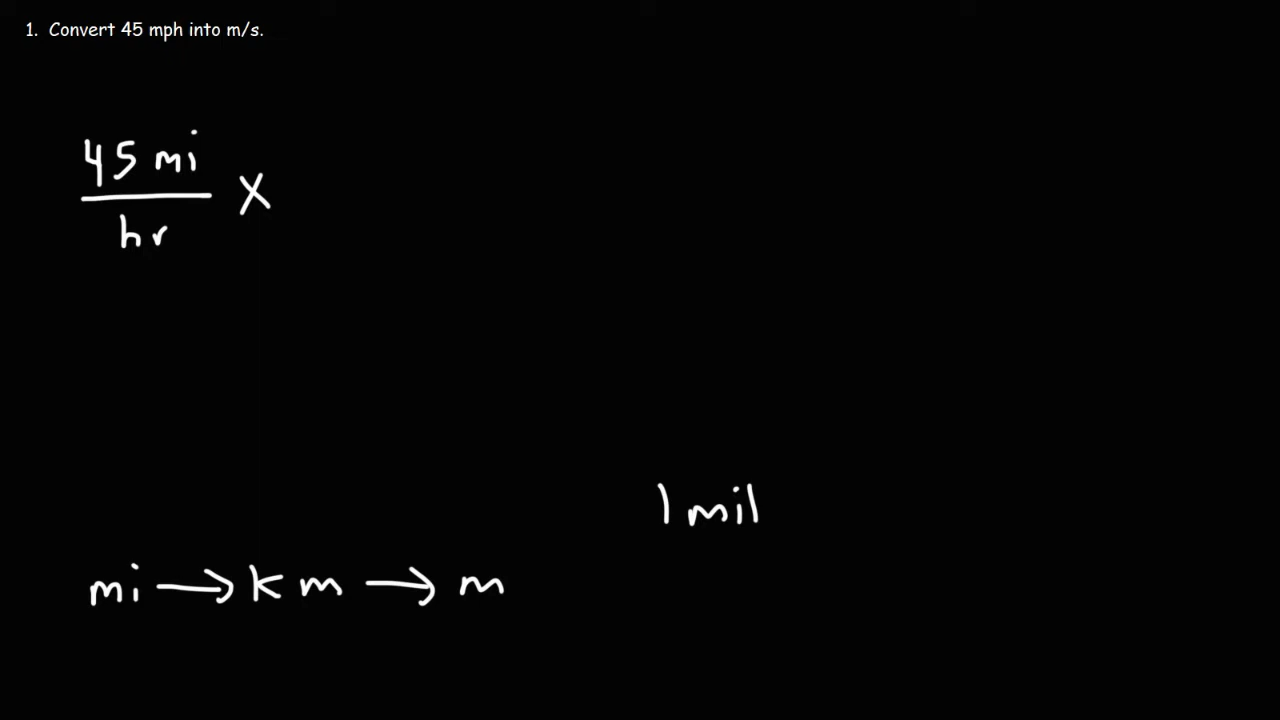 1. Convert 45 mph into m/s.
45 mi
hr
X
1 mil
mi → km → m